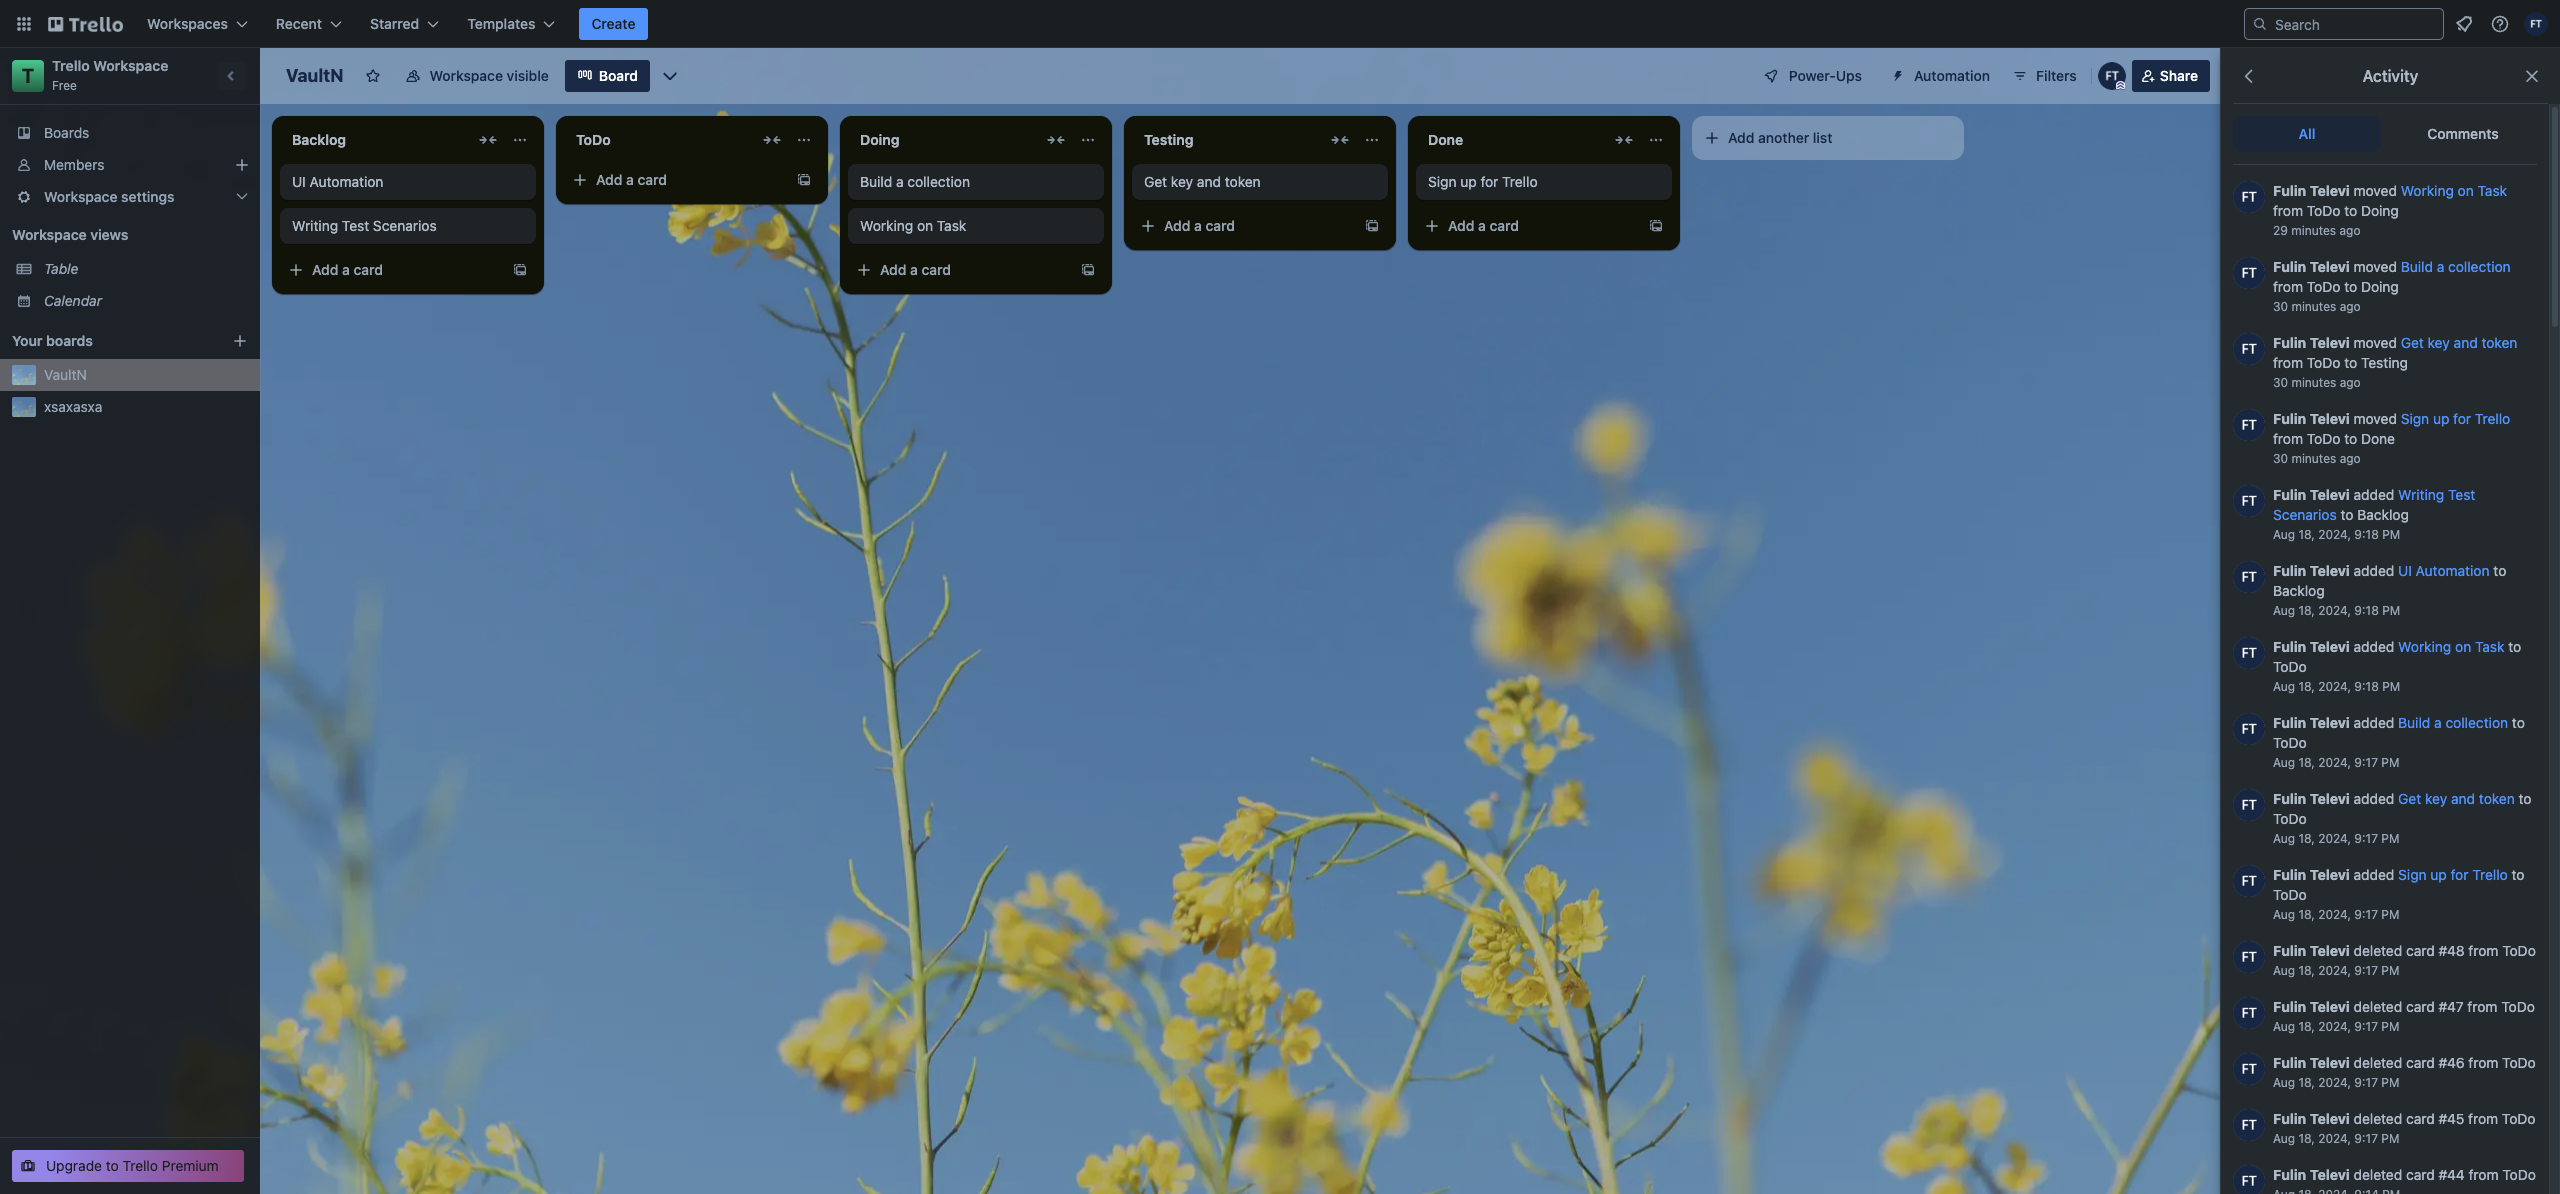 Trello
Workspaces
Recent
Starred
Templates
Create
Search
FT
T
Trello Workspace
Free
Boards
Members
Workspace settings
Workspace views
Table
Calendar
Your boards
VaultN
xsaxasxa
Upgrade to Trello Premium
VaultN
Workspace visible
Board
Power-Ups
Automation
Filters
FT
Share
Backlog
UI Automation
Writing Test Scenarios
Add a card
ToDo
Add a card
Doing
Build a collection
Working on Task
Add a card
Testing
Get key and token
Add a card
Done
Sign up for Trello
Add a card
Add another list
Activity
All
Comments
FT
Fulin Televi moved Working on Task
from ToDo to Doing
29 minutes ago
FT
Fulin Televi moved Build a collection
from ToDo to Doing
30 minutes ago
FT
Fulin Televi moved Get key and token
from ToDo to Testing
30 minutes ago
FT
Fulin Televi moved Sign up for Trello
from ToDo to Done
30 minutes ago
FT
Fulin Televi added Writing Test
Scenarios to Backlog
Aug 18, 2024, 9:18 PM
FT
Fulin Televi added UI Automation to
Backlog
Aug 18, 2024, 9:18 PM
FT
Fulin Televi added Working on Task to
ToDo
Aug 18, 2024, 9:18 PM
FT
Fulin Televi added Build a collection to
ToDo
Aug 18, 2024, 9:17 PM
FT
Fulin Televi added Get key and token to
ToDo
Aug 18, 2024, 9:17 PM
FT
Fulin Televi added Sign up for Trello to
ToDo
Aug 18, 2024, 9:17 PM
FT
Fulin Televi deleted card #48 from ToDo
Aug 18, 2024, 9:17 PM
FT
Fulin Televi deleted card #47 from ToDo
Aug 18, 2024, 9:17 PM
FT
Fulin Televi deleted card #46 from ToDo
Aug 18, 2024, 9:17 PM
FT
Fulin Televi deleted card #45 from ToDo
Aug 18, 2024, 9:17 PM
FT
Fulin Televi deleted card #44 from ToDo